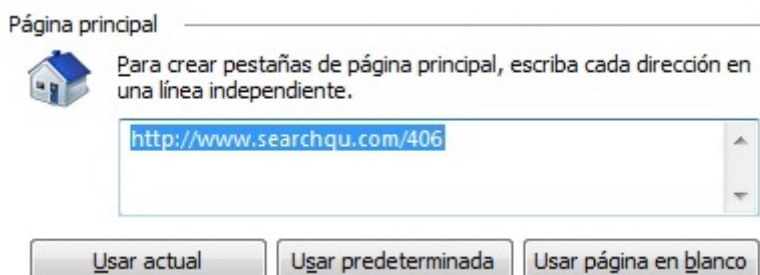 Página principal
Para crear pestañas de página principal, escriba cada dirección en
una línea independiente.
http://www.searchqu.com/406
Usar actual
Usar predeterminada
Usar página en blanco